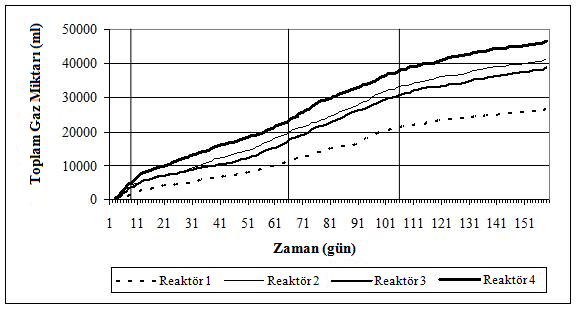 Toplam Gaz Miktarı (ml)
50000
40000
30000
20000
10000
0
1 11 21 31 41 51 61 71 81 91 101 111 121 131 141 151
Zaman (gün)
Reaktör 1 Reaktör 2 Reaktör 3 Reaktör 4